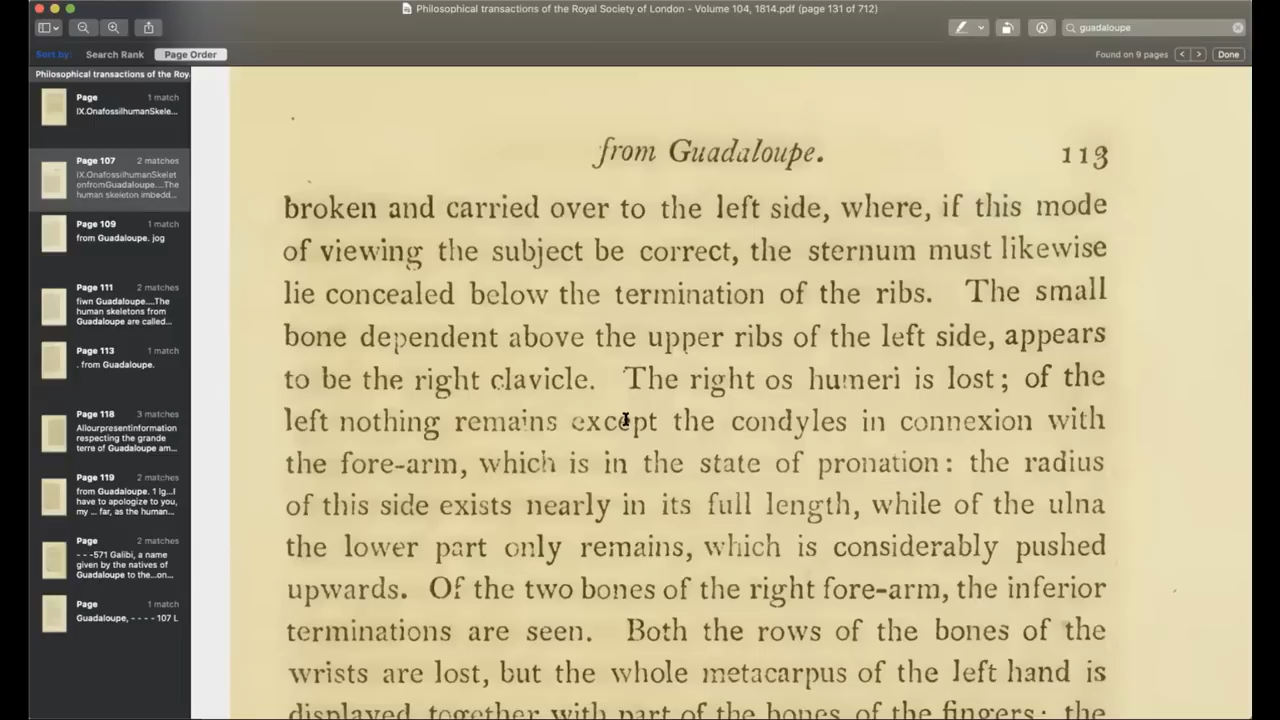 Philosophical transactions of the Royal Society of London - Volume 104, 1814.pdf (page 131 of 712)
guadaloupe
Sort by: Search Rank Page Order
Found on 9 pages < > Done
Philosophical transactions of the Roy
Page 1 match
IX.OnafossilhumanSkele...
Page 107 2 matches
IX.OnafossilhumanSkelet
onfromGuadaloupe....The
human skeleton imbedd...
Page 109 1 match
from Guadaloupe. jog
Page 111 2 matches
fiwn Guadaloupe....The
human skeletons from
Guadaloupe are called...
Page 113 1 match
. from Guadaloupe.
Page 118 3 matches
Allourpresentinformation
respecting the grande
terre of Guadaloupe am...
Page 119 2 matches
from Guadaloupe. 1 lg...I
have to apologize to you,
my ... far, as the human...
Page 2 matches
- - -571 Galibi, a name
given by the natives of
Guadaloupe to the...on...
Page 1 match
Guadaloupe, - - - - 107 L
from Guadaloupe. 113
broken and carried over to the left side, where, if this mode
of viewing the subject be correct, the sternum must likewise
lie concealed below the termination of the ribs. The small
bone dependent above the upper ribs of the left side, appears
to be the right clavicle. The right os humeri is lost; of the
left nothing remains except the condyles in connexion with
the fore-arm, which is in the state of pronation: the radius
of this side exists nearly in its full length, while of the ulna
the lower part only remains, which is considerably pushed
upwards. Of the two bones of the right fore-arm, the inferior
terminations are seen. Both the rows of the bones of the
wrists are lost, but the whole metacarpus of the left hand is
displayed together with part of the bones of the fingers: the